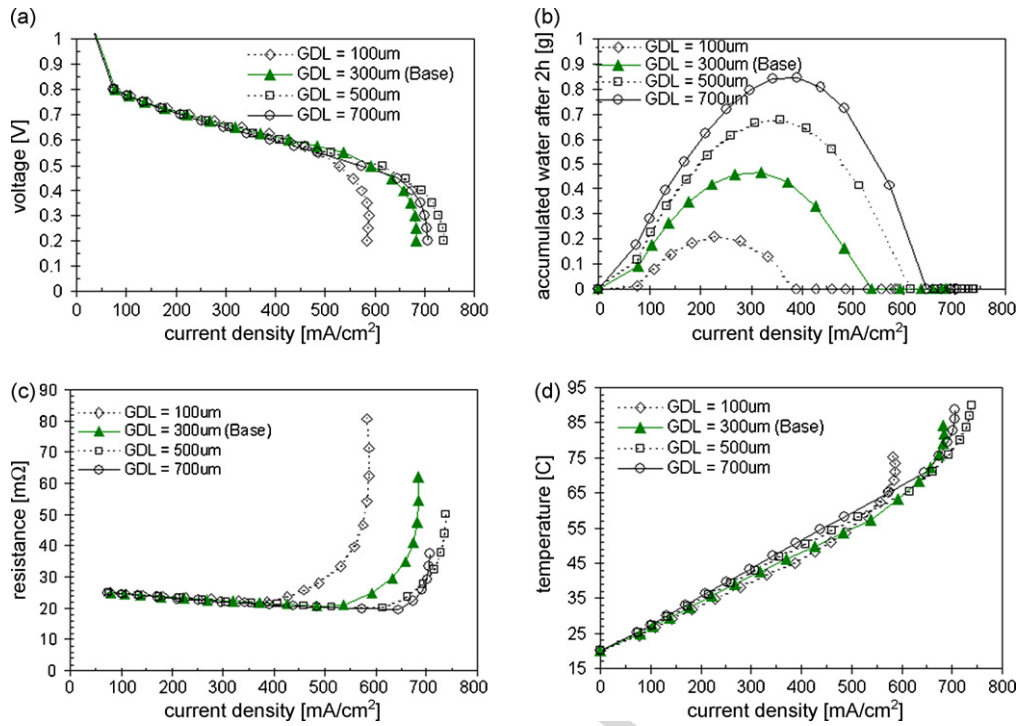 (a)
voltage [V]
1
0.9
0.8
0.7
0.6
0.5
0.4
0.3
0.2
0.1
0
GDL = 100um
GDL = 300um (Base)
GDL = 500um
GDL = 700um
0 100 200 300 400 500 600 700 800
current density [mA/cm²]
(b)
accumulated water after 2h [g]
1
0.9
0.8
0.7
0.6
0.5
0.4
0.3
0.2
0.1
0
GDL = 100um
GDL = 300um (Base)
GDL = 500um
GDL = 700um
0 100 200 300 400 500 600 700 800
current density [mA/cm²]
(c)
resistance [mΩ]
90
80
70
60
50
40
30
20
10
0
GDL = 100um
GDL = 300um (Base)
GDL = 500um
GDL = 700um
0 100 200 300 400 500 600 700 800
current density [mA/cm²]
(d)
temperature [C]
95
85
75
65
55
45
35
25
15
GDL = 100um
GDL = 300um (Base)
GDL = 500um
GDL = 700um
0 100 200 300 400 500 600 700 800
current density [mA/cm²]